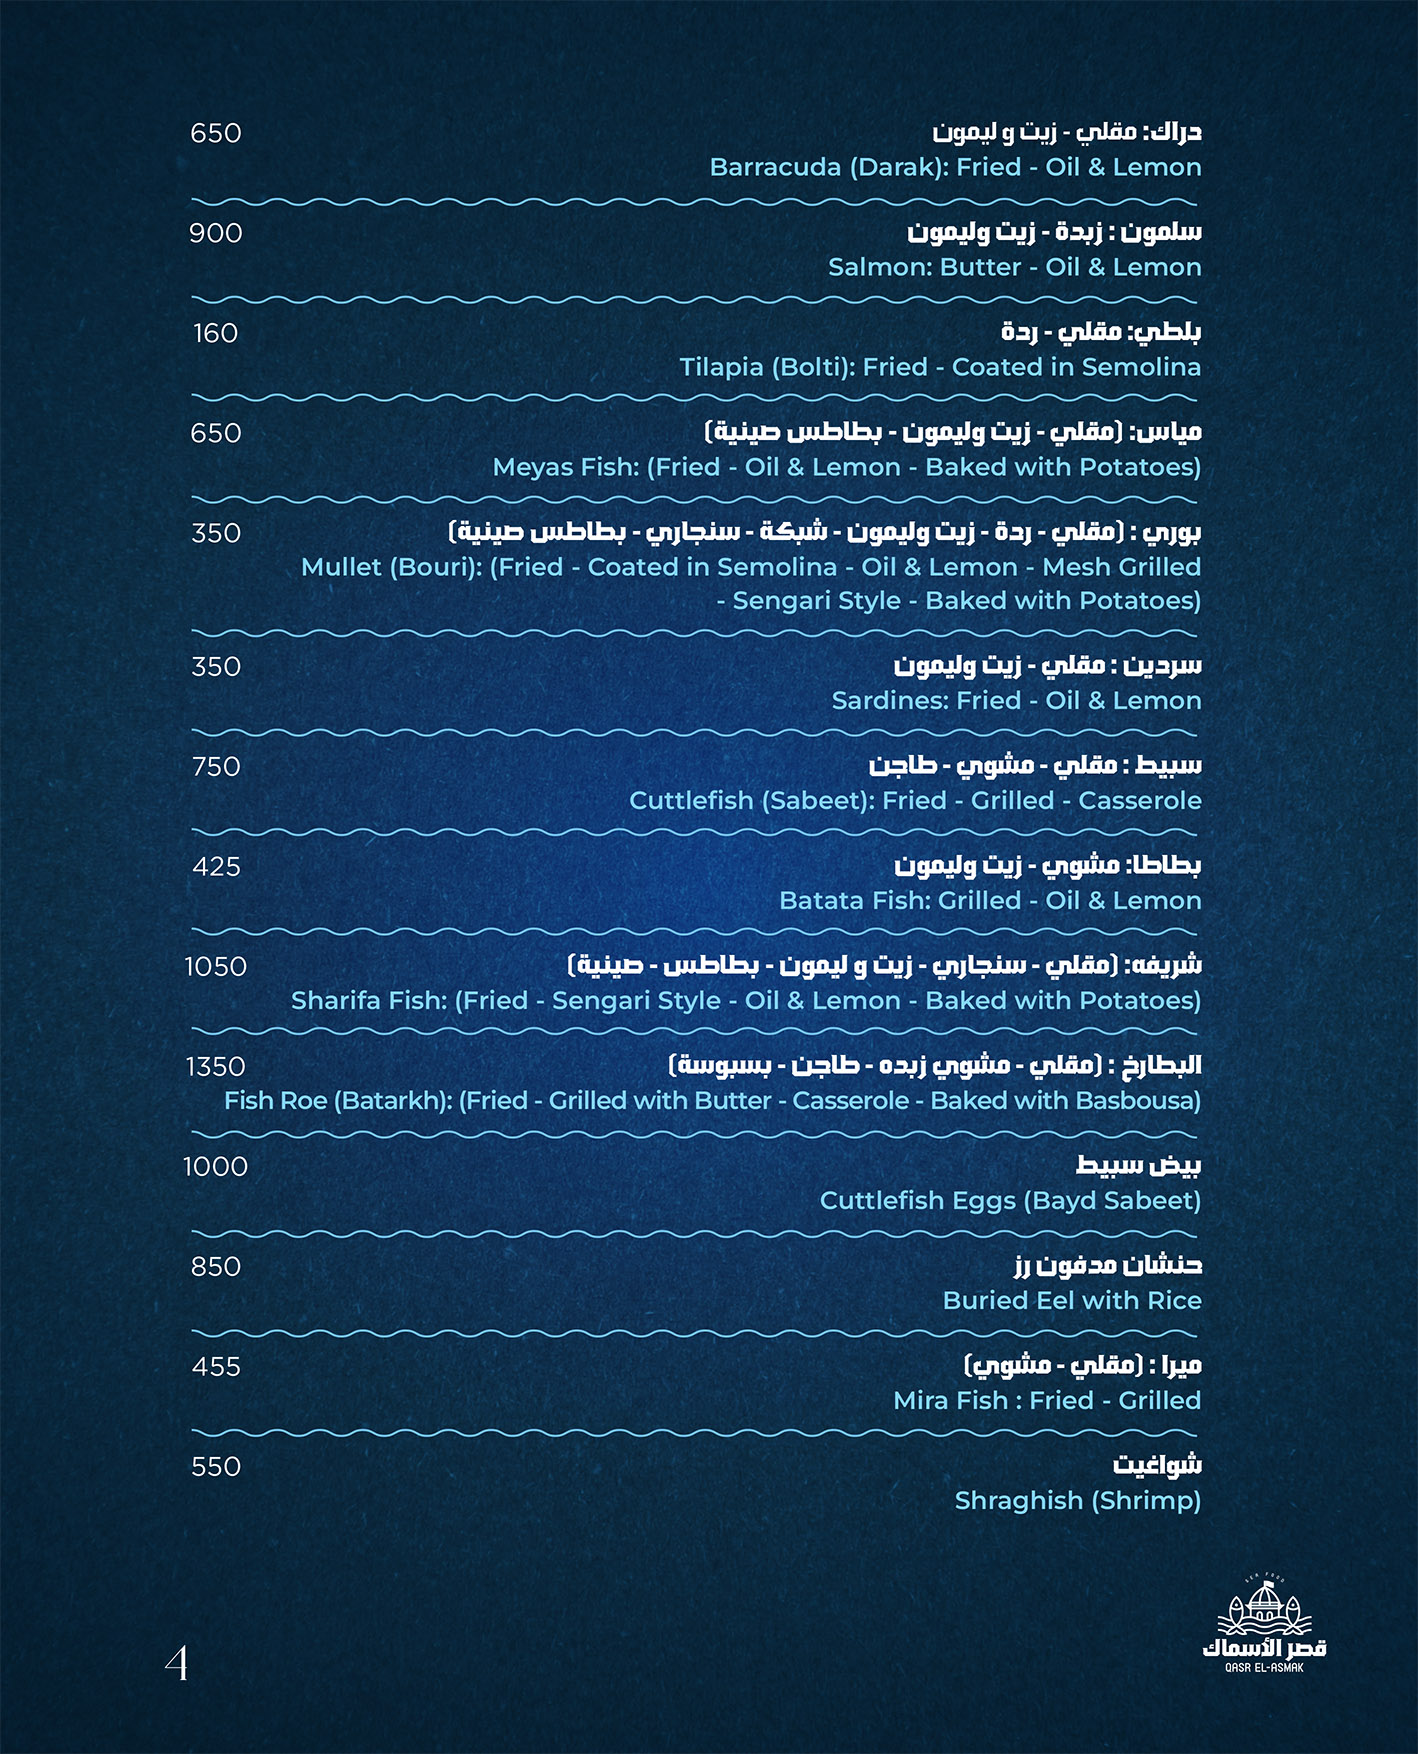 دراك: مقلي - زيت و ليمون 650
Barracuda (Darak): Fried - Oil & Lemon
سلمون : زبدة - زيت وليمون 900
Salmon: Butter - Oil & Lemon
بلطي: مقلي - ردة 160
Tilapia (Bolti): Fried - Coated in Semolina
مياس: (مقلي - زيت وليمون - بطاطس صينية) 650
Meyas Fish: (Fried - Oil & Lemon - Baked with Potatoes)
بوري : (مقلي - ردة - زيت وليمون - شبكة - سنجاري - بطاطس صينية) 350
Mullet (Bouri): (Fried - Coated in Semolina - Oil & Lemon - Mesh Grilled
- Sengari Style - Baked with Potatoes)
سردين : مقلي - زيت وليمون 350
Sardines: Fried - Oil & Lemon
سبيط : مقلي - مشوي - طاجن 750
Cuttlefish (Sabeet): Fried - Grilled - Casserole
بطاطا: مشوي - زيت وليمون 425
Batata Fish: Grilled - Oil & Lemon
شريفه: (مقلي - سنجاري - زيت و ليمون - بطاطس - صينية) 1050
Sharifa Fish: (Fried - Sengari Style - Oil & Lemon - Baked with Potatoes)
البطارخ : (مقلي - مشوي زبده - طاجن - بسبوسة) 1350
Fish Roe (Batarkh): (Fried - Grilled with Butter - Casserole - Baked with Basbousa)
بيض سبيط 1000
Cuttlefish Eggs (Bayd Sabeet)
حنشان مدفون رز 850
Buried Eel with Rice
ميرا : (مقلي - مشوي) 455
Mira Fish : Fried - Grilled
شواغيت 550
Shraghish (Shrimp)
SEA FOOD
قصر الأسماك
QASR EL-ASMAK
4